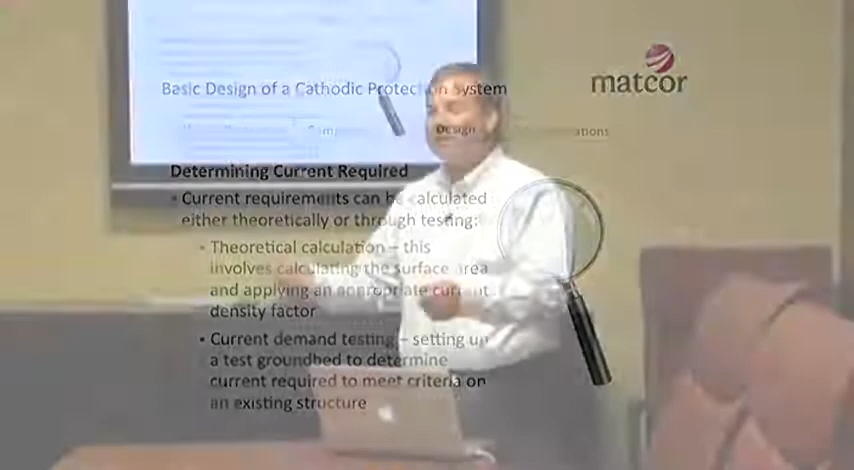 matcor
Basic Design of a Cathodic Protection System
Design
Determining Current Required
• Current requirements can be calculated
either theoretically or through testing:
• Theoretical calculation – this
involves calculating the surface area
and applying an appropriate current
density factor
• Current demand testing – setting up
a test groundbed to determine
current required to meet criteria on
an existing structure